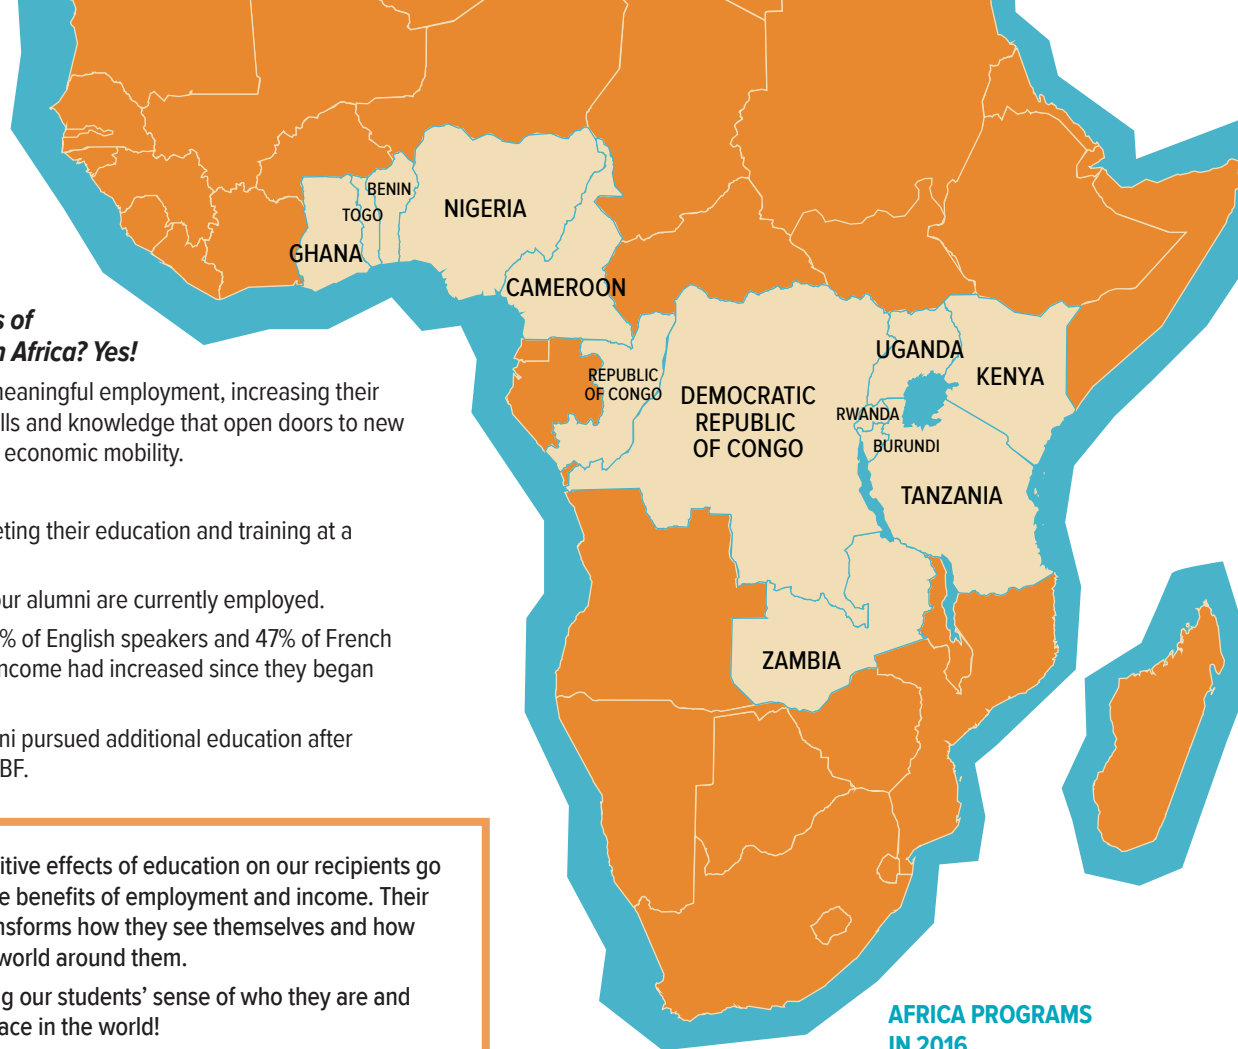 BENIN
TOGO
NIGERIA
GHANA
CAMEROON
s of
Africa? Yes!
meaningful employment, increasing their
lls and knowledge that open doors to new
economic mobility.
eting their education and training at a
our alumni are currently employed.
% of English speakers and 47% of French
ncome had increased since they began
ni pursued additional education after
BF.
itive effects of education on our recipients go
e benefits of employment and income. Their
nsforms how they see themselves and how
world around them.
g our students’ sense of who they are and
ace in the world!
REPUBLIC
OF CONGO
DEMOCRATIC
REPUBLIC
OF CONGO
UGANDA
KENYA
RWANDA
BURUNDI
TANZANIA
ZAMBIA
AFRICA PROGRAMS
IN 2016